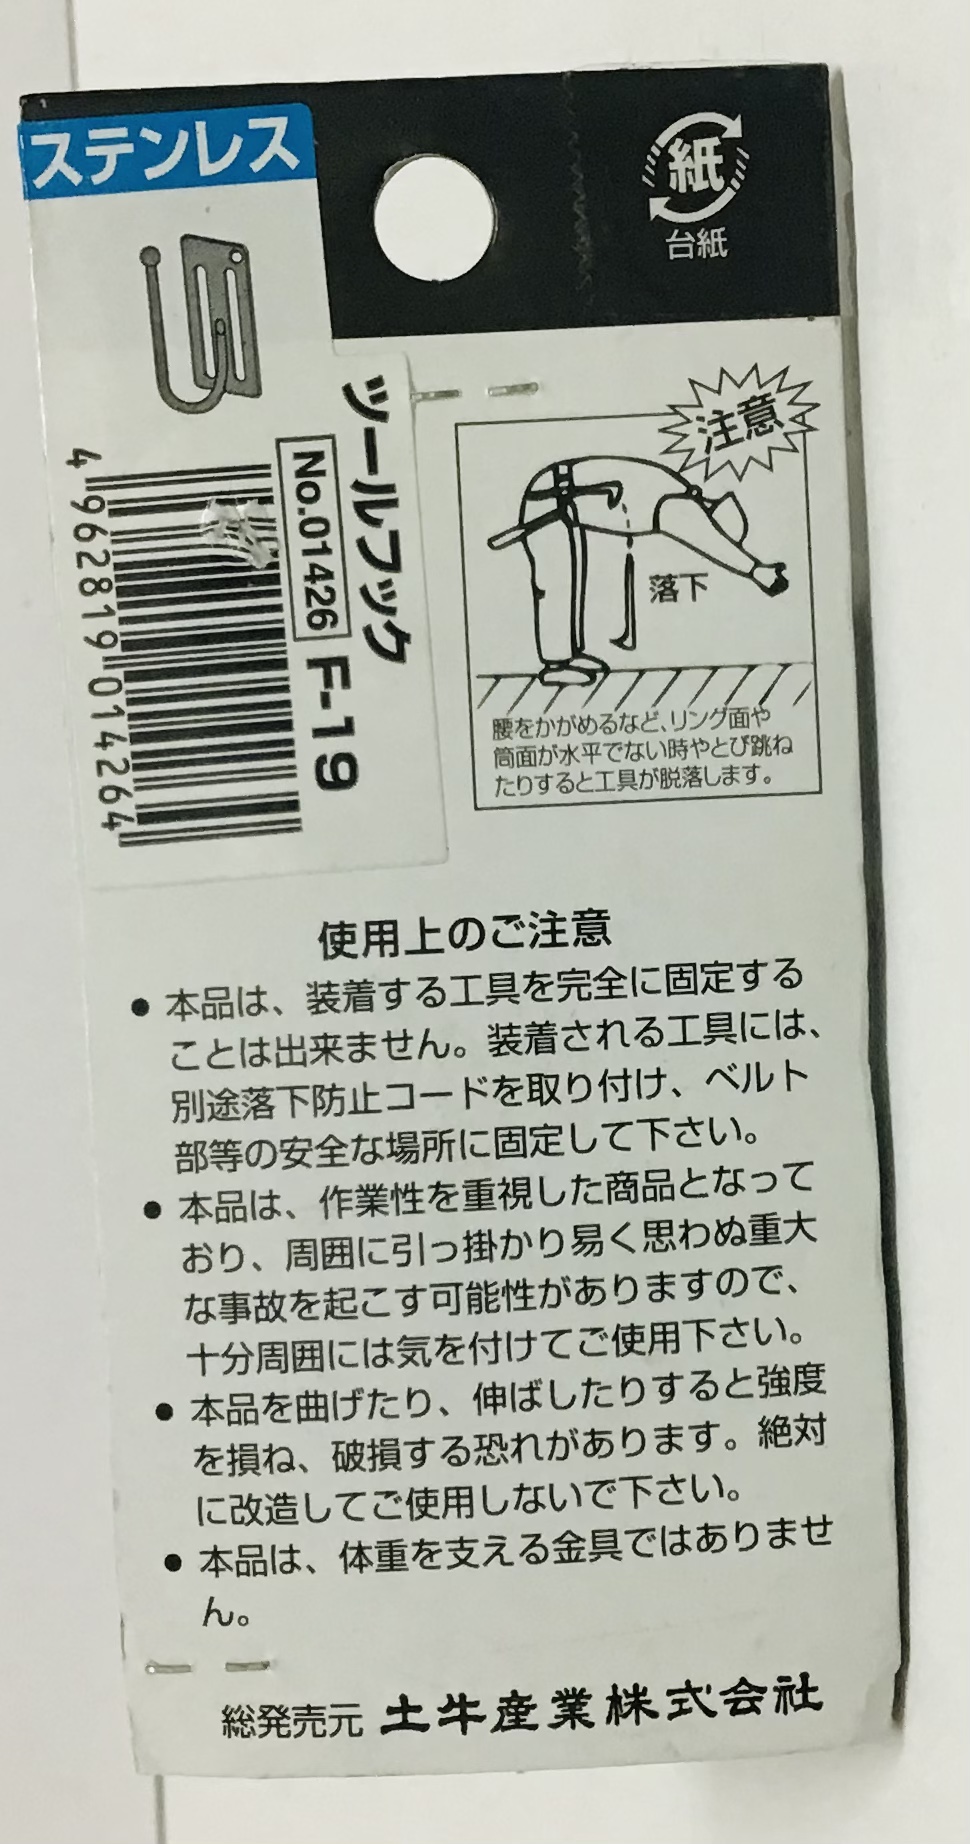 ステンレス
紙
台紙
ツールフック
No.01426
F-19
4962819014264
注意
落下
腰をかがめるなど、リング面や
筒面が水平でない時やとび跳ね
たりすると工具が脱落します。
使用上のご注意
● 本品は、装着する工具を完全に固定する
ことは出来ません。装着される工具には、
別途落下防止コードを取り付け、ベルト
部等の安全な場所に固定して下さい。
● 本品は、作業性を重視した商品となって
おり、周囲に引っ掛かり易く思わぬ重大
な事故を起こす可能性がありますので、
十分周囲には気を付けてご使用下さい。
● 本品を曲げたり、伸ばしたりすると強度
を損ね、破損する恐れがあります。絶対
に改造してご使用しないで下さい。
● 本品は、体重を支える金具ではありませ
ん。
総発売元 土牛産業株式会社